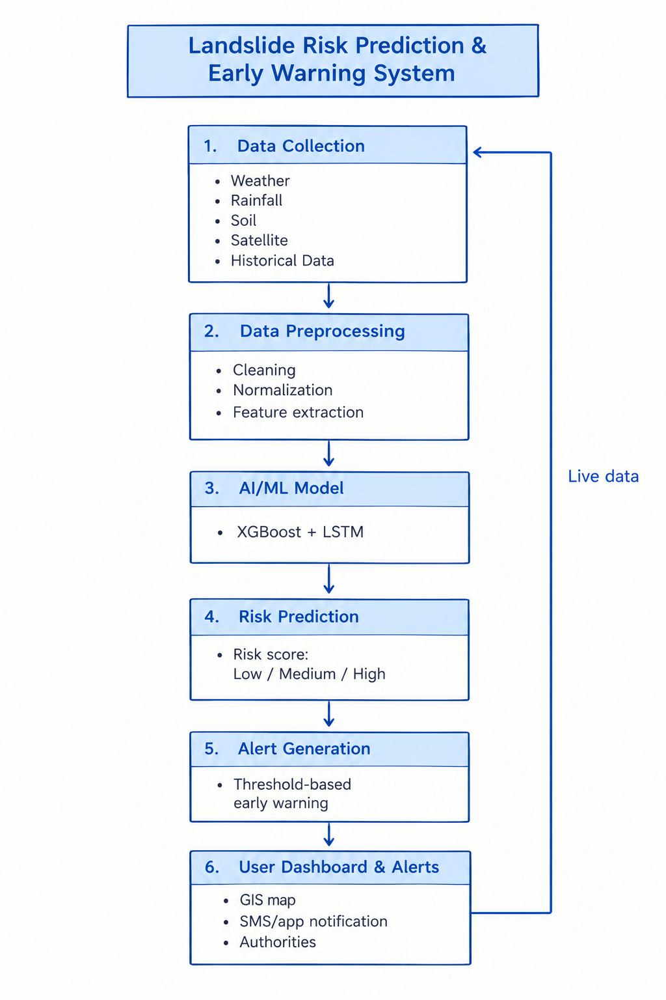 Landslide Risk Prediction &
Early Warning System
1. Data Collection
• Weather
• Rainfall
• Soil
• Satellite
• Historical Data
2. Data Preprocessing
• Cleaning
• Normalization
• Feature extraction
3. AI/ML Model
• XGBoost + LSTM
4. Risk Prediction
• Risk score:
Low / Medium / High
5. Alert Generation
• Threshold-based
early warning
6. User Dashboard & Alerts
• GIS map
• SMS/app notification
• Authorities
Live data